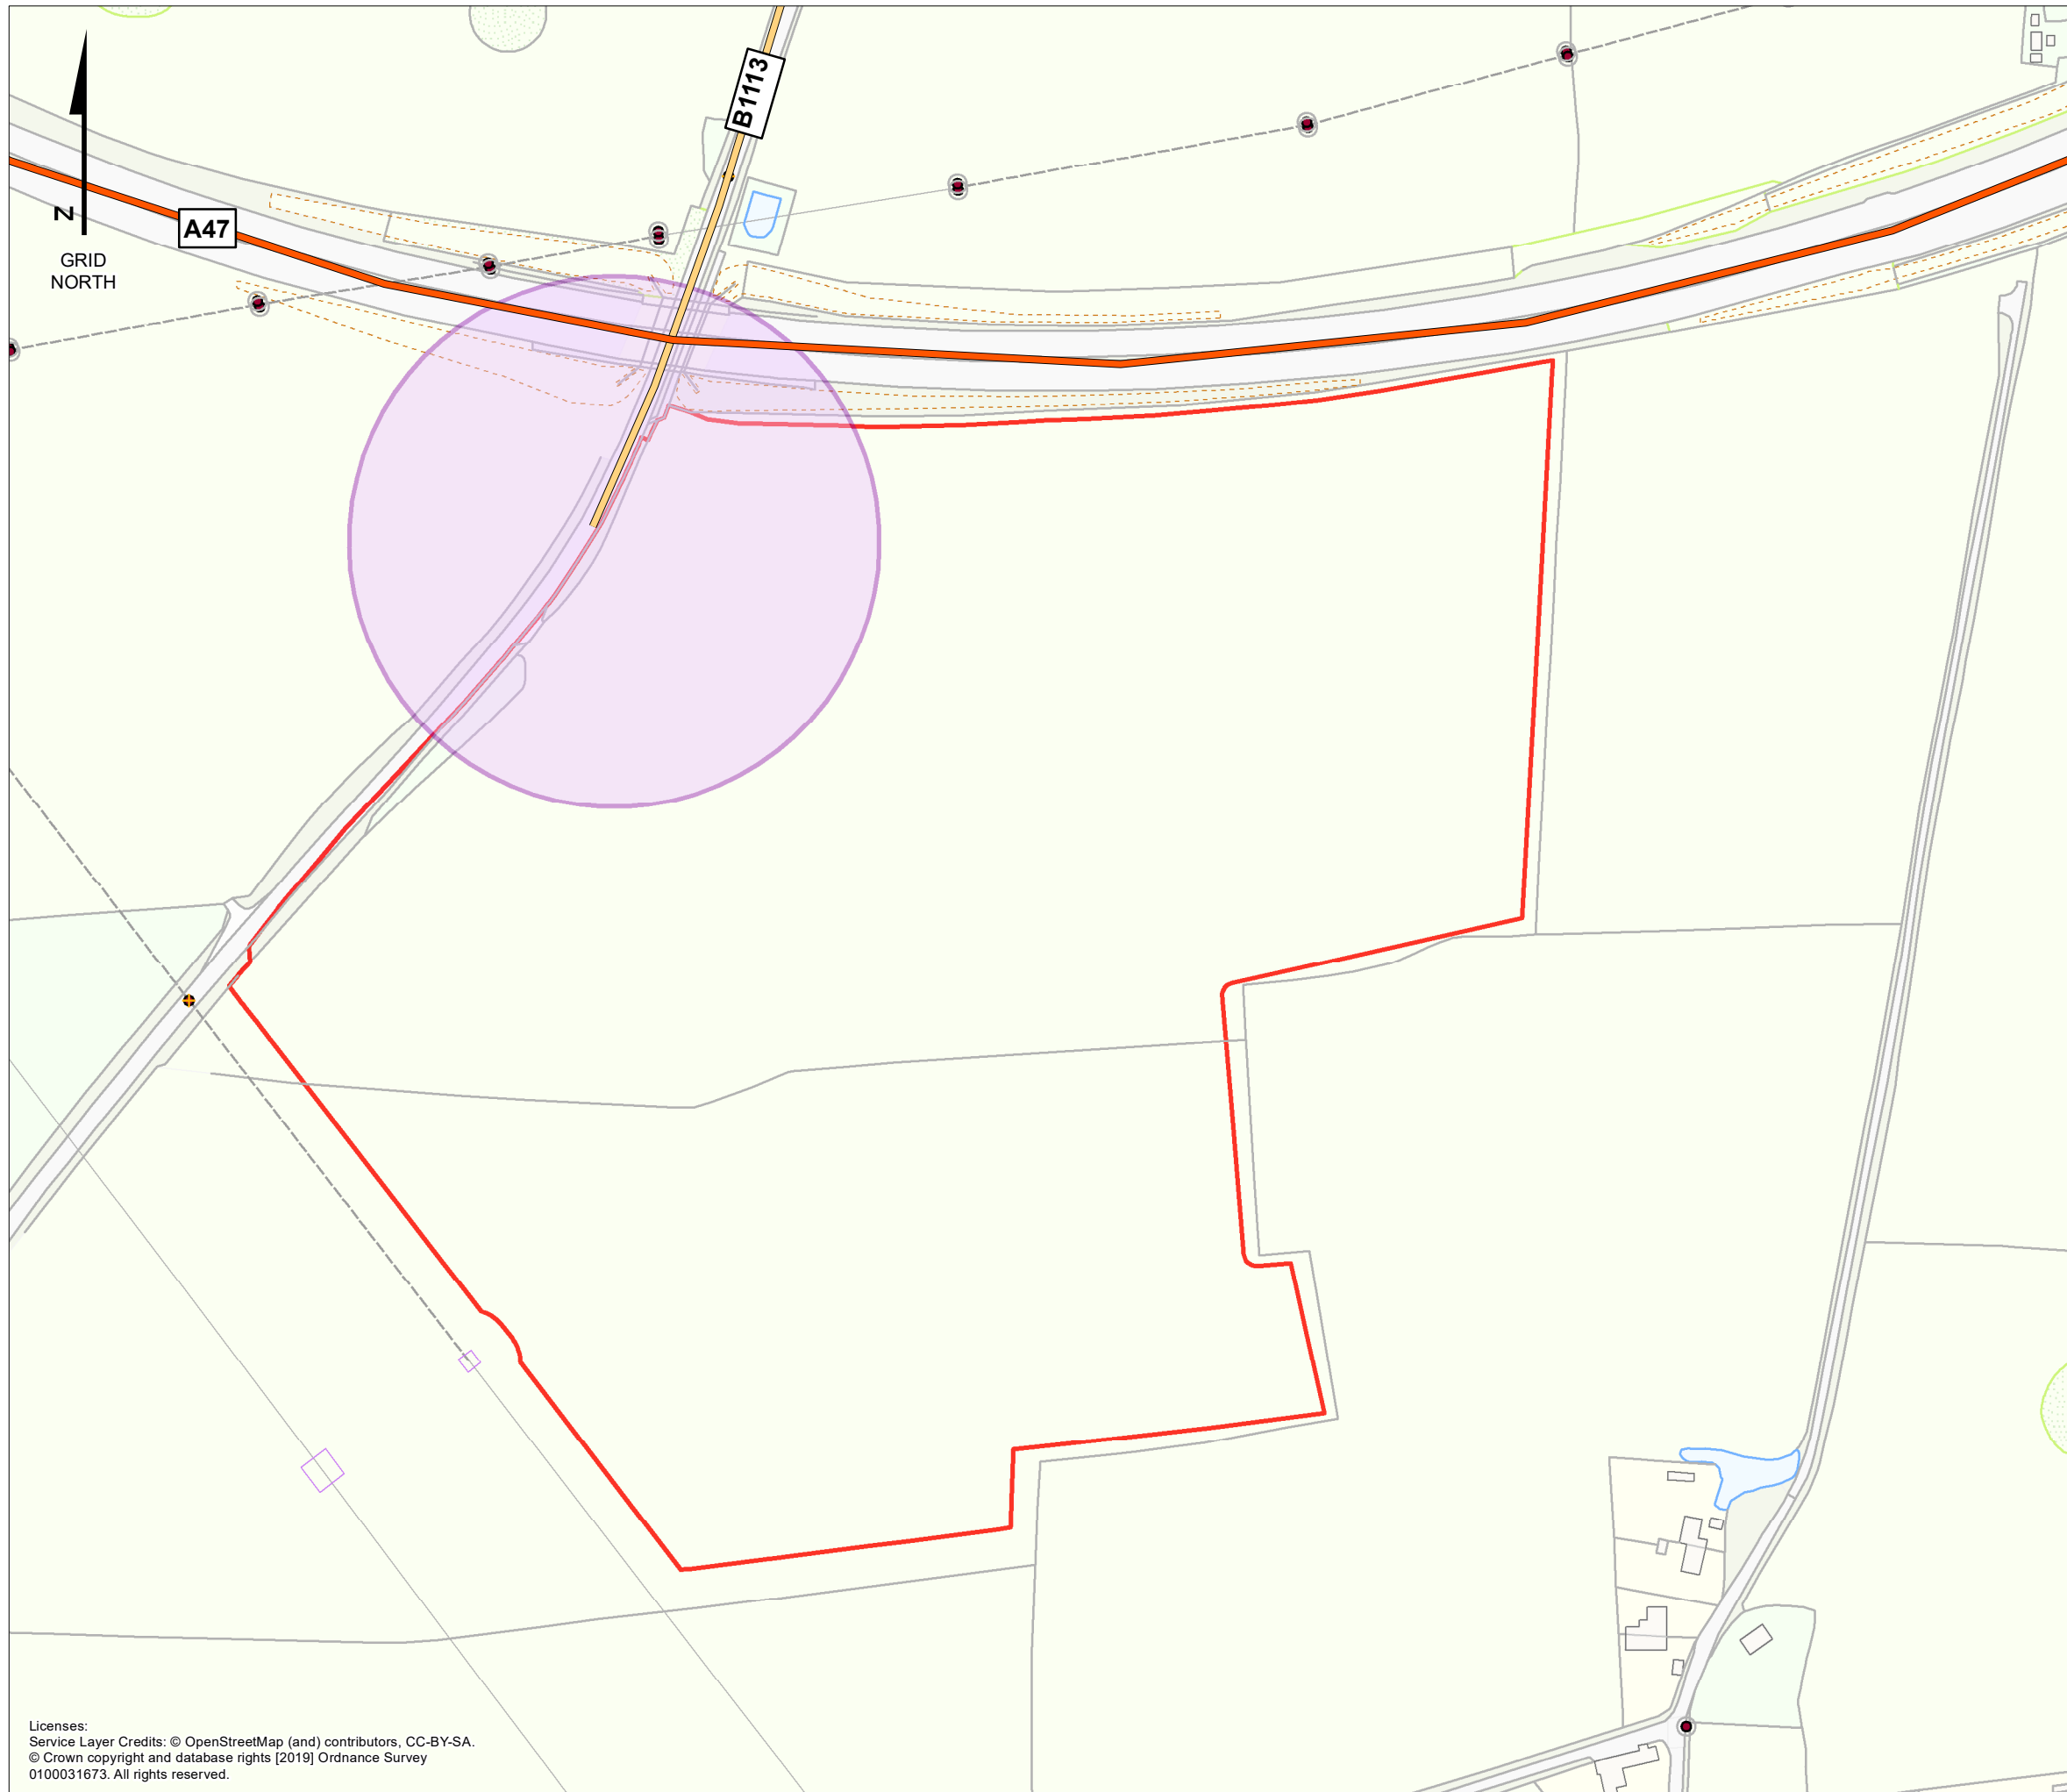 B1113
A47
N
GRID
NORTH
Licenses:
Service Layer Credits: © OpenStreetMap (and) contributors, CC-BY-SA.
© Crown copyright and database rights [2019] Ordnance Survey
0100031673. All rights reserved.